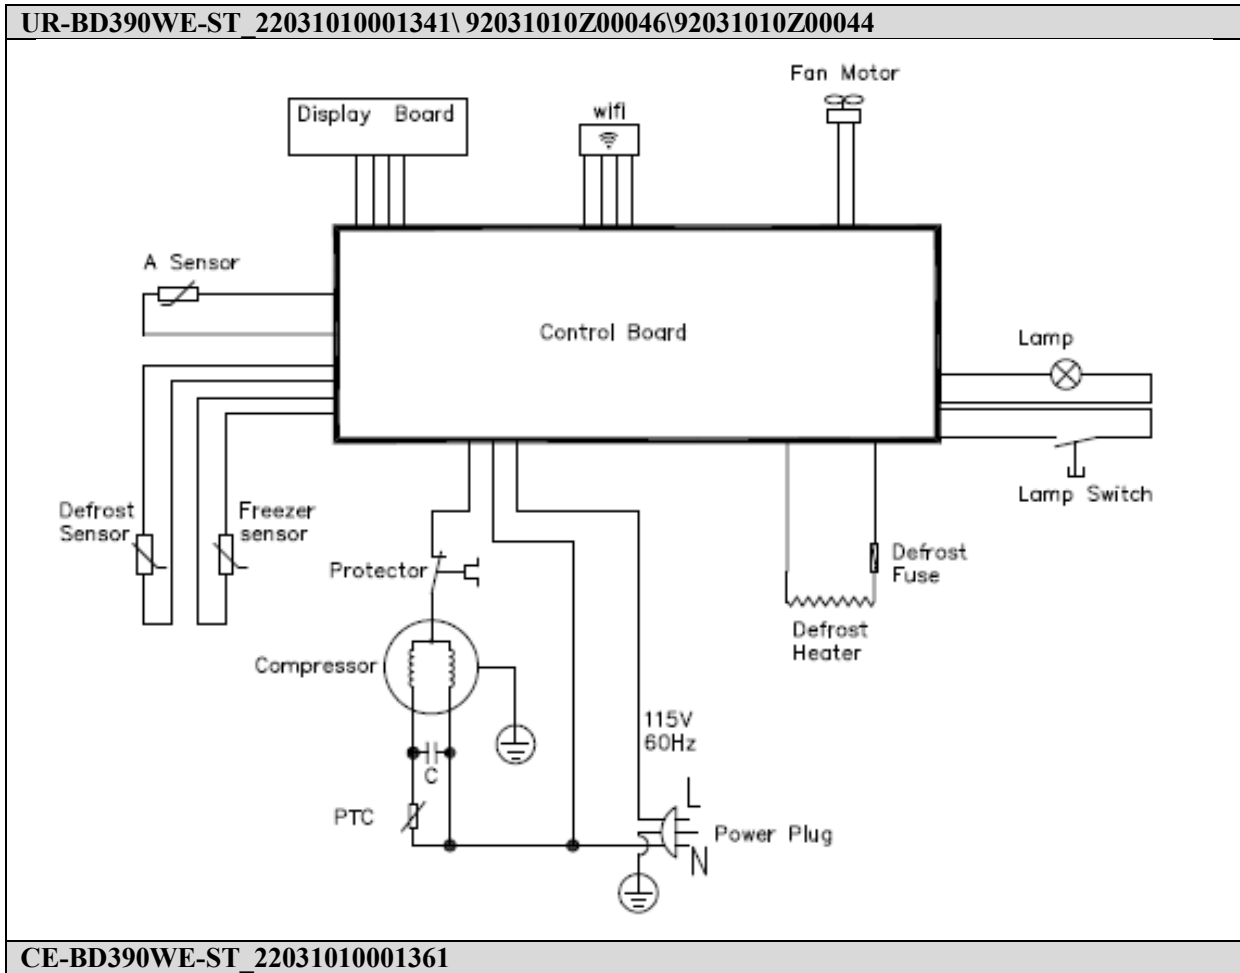 UR-BD390WE-ST_22031010001341\ 92031010Z00046\92031010Z00044
Fan Motor
Display Board
wifi
A Sensor
Control Board
Lamp
Lamp Switch
Defrost
Sensor
Freezer
sensor
Protector
Defrost
Fuse
Defrost
Heater
Compressor
115V
60Hz
C
PTC
L
Power Plug
N
CE-BD390WE-ST_22031010001361